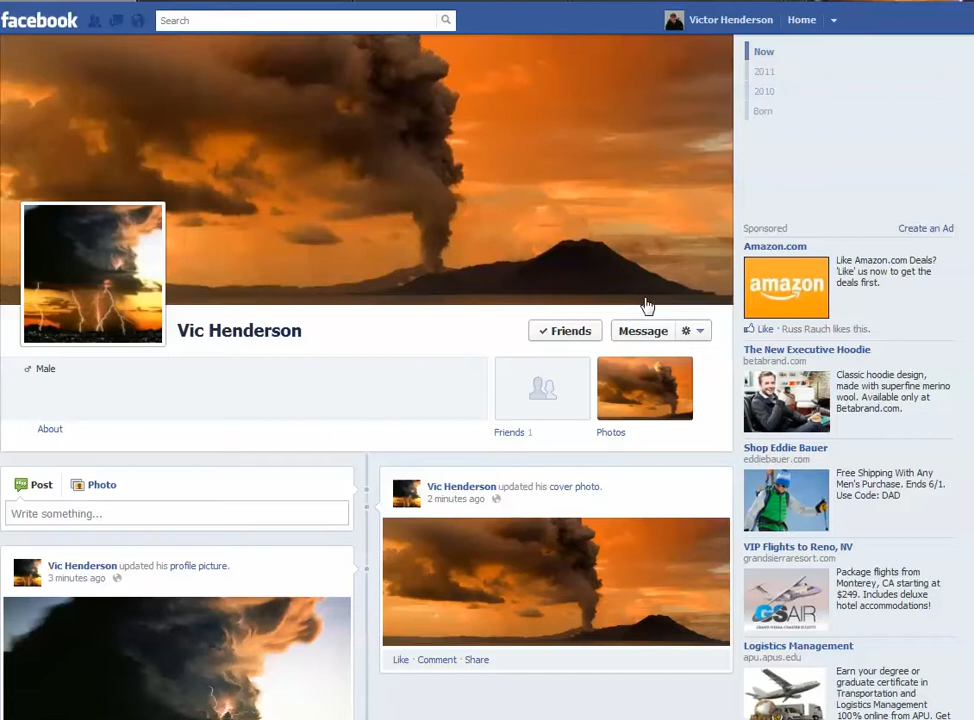 facebook
Search
Victor Henderson
Home
Now
2011
2010
Born
Vic Henderson
Friends
Message
Male
About
Friends 1
Photos
Post
Photo
Write something...
Vic Henderson updated his profile picture.
3 minutes ago
Vic Henderson updated his cover photo.
2 minutes ago
Like · Comment · Share
Sponsored
Create an Ad
Amazon.com
amazon
Like Amazon.com Deals?
'Like' us now to get the
deals first.
Like · Russ Rauch likes this.
The New Executive Hoodie
betabrand.com
Classic hoodie design,
made with superfine merino
wool. Available only at
Betabrand.com.
Shop Eddie Bauer
eddiebauer.com
Free Shipping With Any
Men's Purchase. Ends 6/1.
Use Code: DAD
VIP Flights to Reno, NV
grandsierraresort.com
GSAIR
Package flights from
Monterey, CA starting at
$249. Includes deluxe
hotel accommodations!
Logistics Management
apu.apus.edu
Earn your degree or
graduate certificate in
Transportation and
Logistics Management
100% online from APU. Get